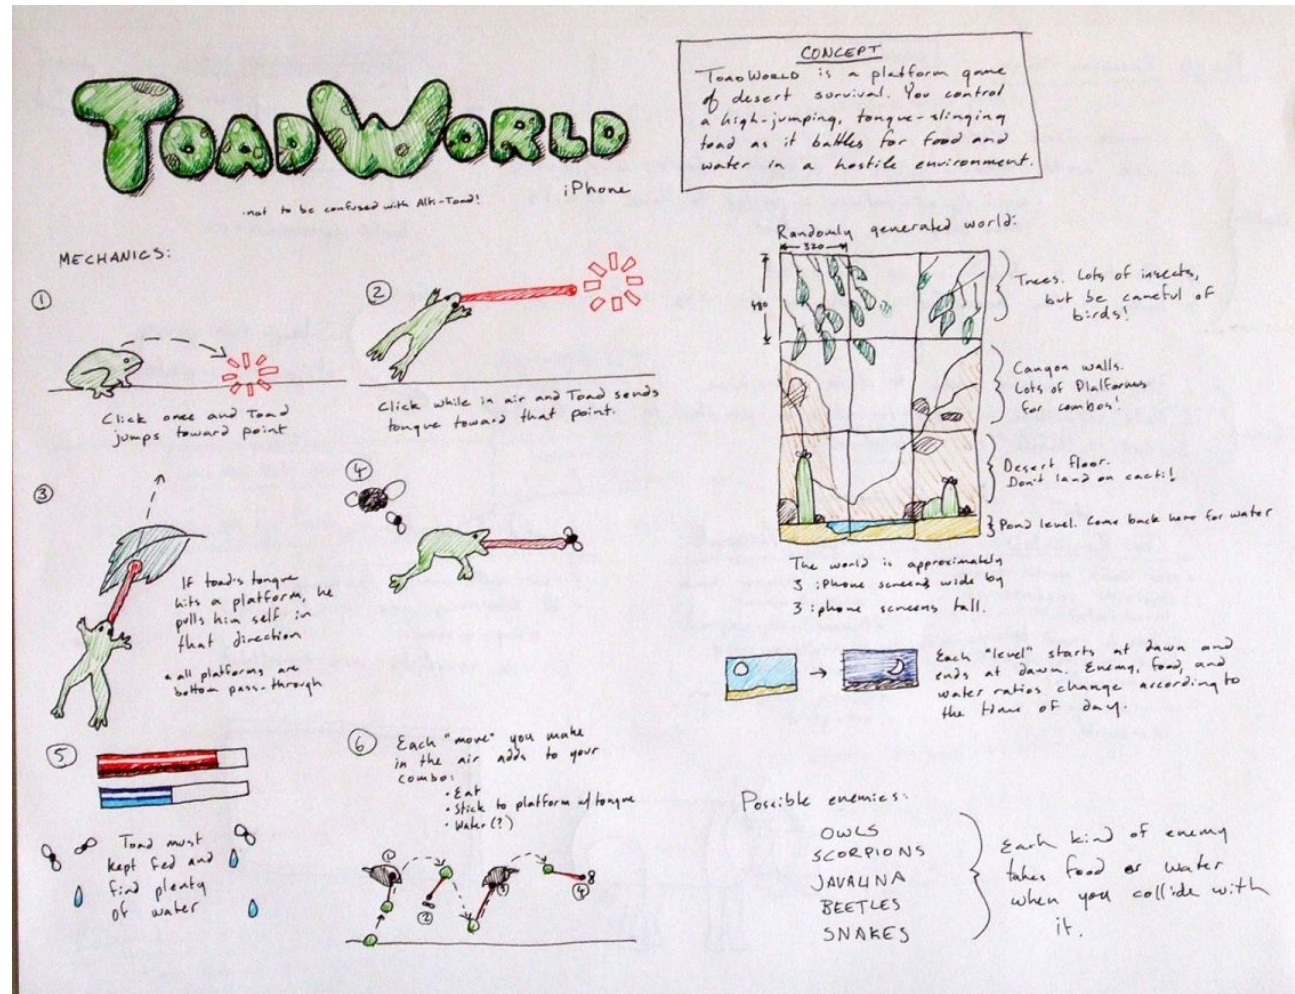 TOADWORLD
iPhone
not to be confused with Alti-Toad!
CONCEPT
TOADWORLD is a platform game
of desert survival. You control
a high-jumping, tongue-slinging
toad as it battles for food and
water in a hostile environment.
MECHANICS:
1
Click once and Toad
jumps toward point
2
Click while in air and Toad sends
tongue toward that point.
3
If toad's tongue
hits a platform, he
pulls him self in
that direction
all platforms are
bottom pass-through
4
5
Toad must
kept fed and
find plenty
of water
6
Each "move" you make
in the air adds to your
combo:
• Eat
• Stick to platform w/tongue
• Water(?)
1
2
3
4
Randomly generated world:
320
480
Trees. Lots of insects,
but be careful of
birds!
Canyon walls.
Lots of Platforms
for combos!
Desert floor.
Don't land on cacti!
Pond level. Come back here for water
The world is approximately
3 iPhone screens wide by
3 iphone screens tall.
Each "level" starts at dawn and
ends at dawn. Enemy, food, and
water ratios change according to
the time of day.
Possible enemies:
OWLS
SCORPIONS
JAVALINA
BEETLES
SNAKES
Each kind of enemy
takes food or water
when you collide with
it.